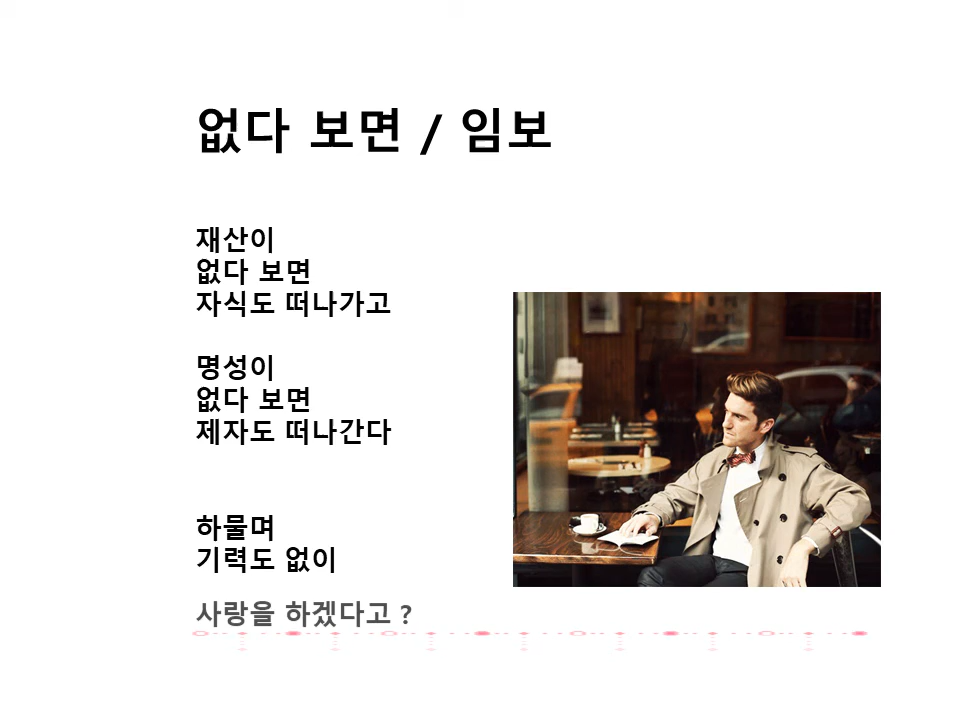 없다 보면 / 임보
재산이
없다 보면
자식도 떠나가고
명성이
없다 보면
제자도 떠나간다
하물며
기력도 없이
사랑을 하겠다고 ?